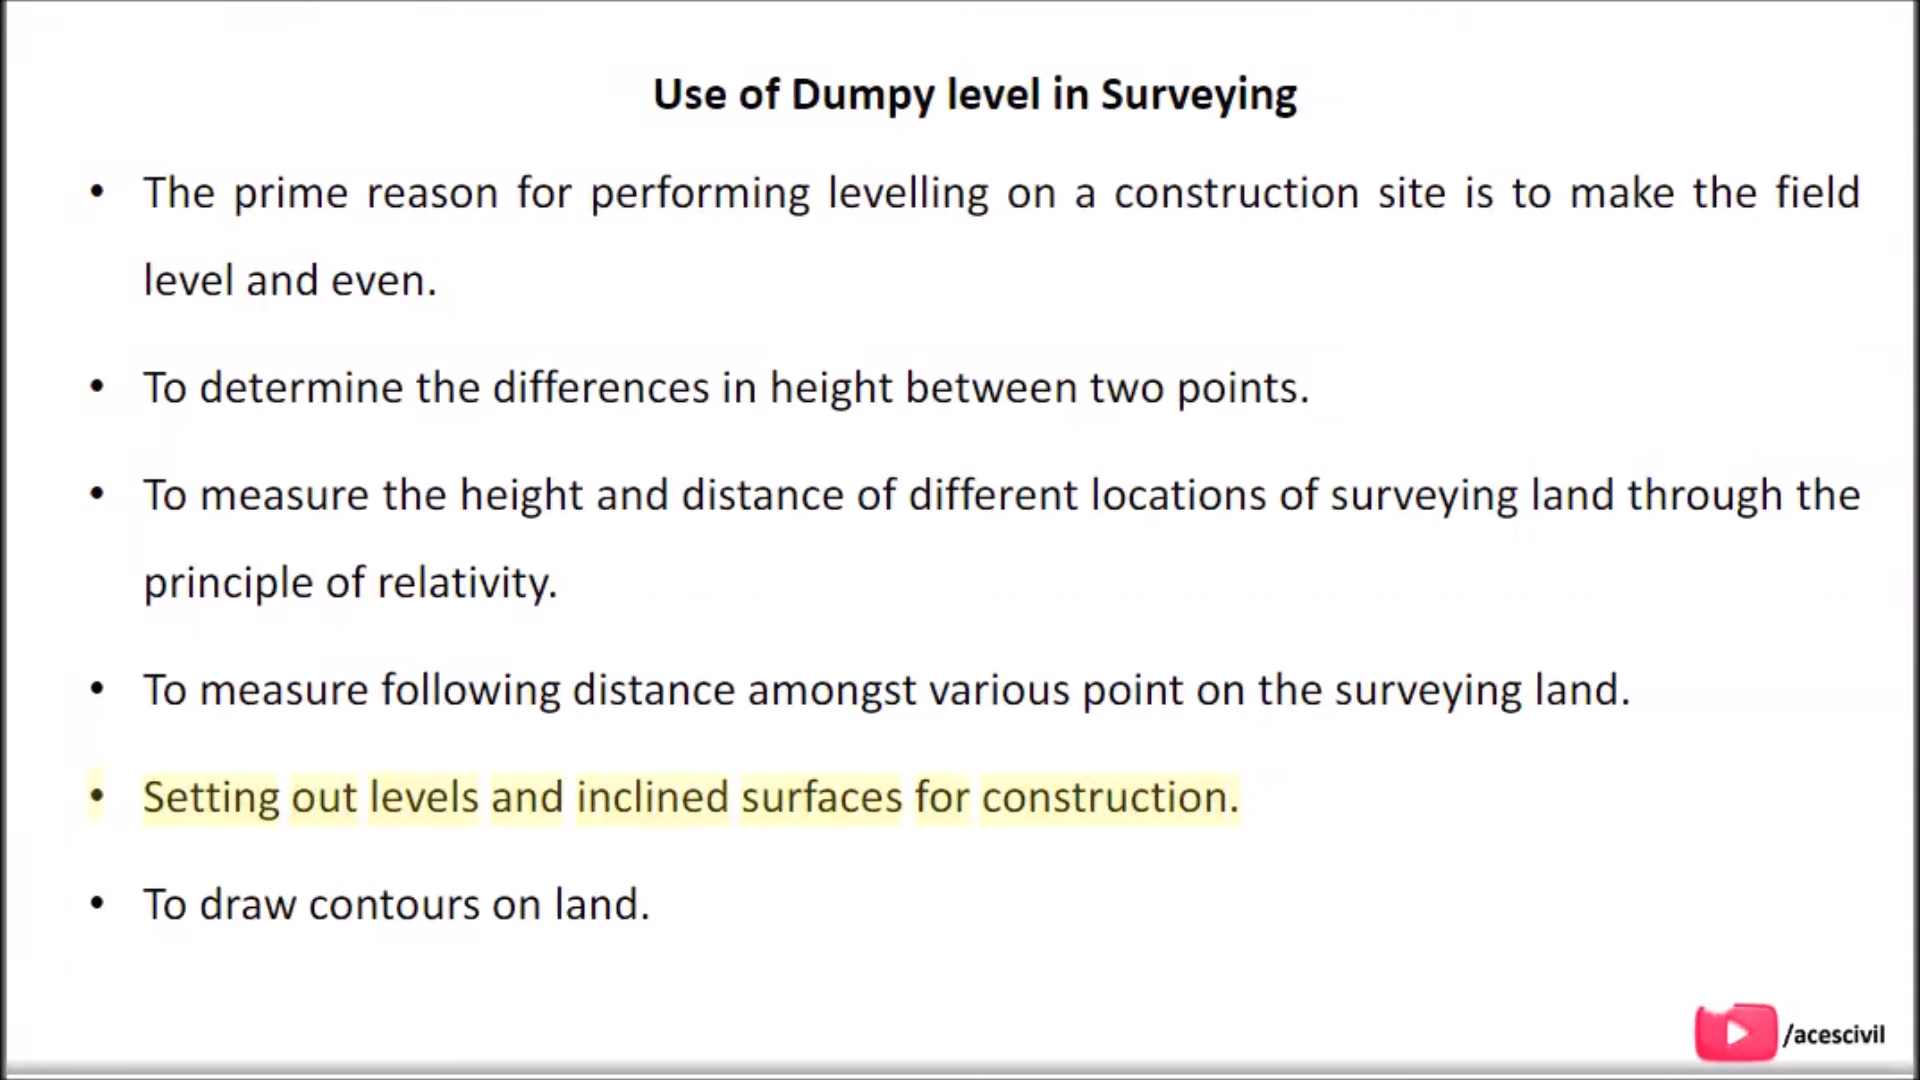 Use of Dumpy level in Surveying
• The prime reason for performing levelling on a construction site is to make the field
level and even.
• To determine the differences in height between two points.
• To measure the height and distance of different locations of surveying land through the
principle of relativity.
• To measure following distance amongst various point on the surveying land.
• Setting out levels and inclined surfaces for construction.
• To draw contours on land.
/acescivil